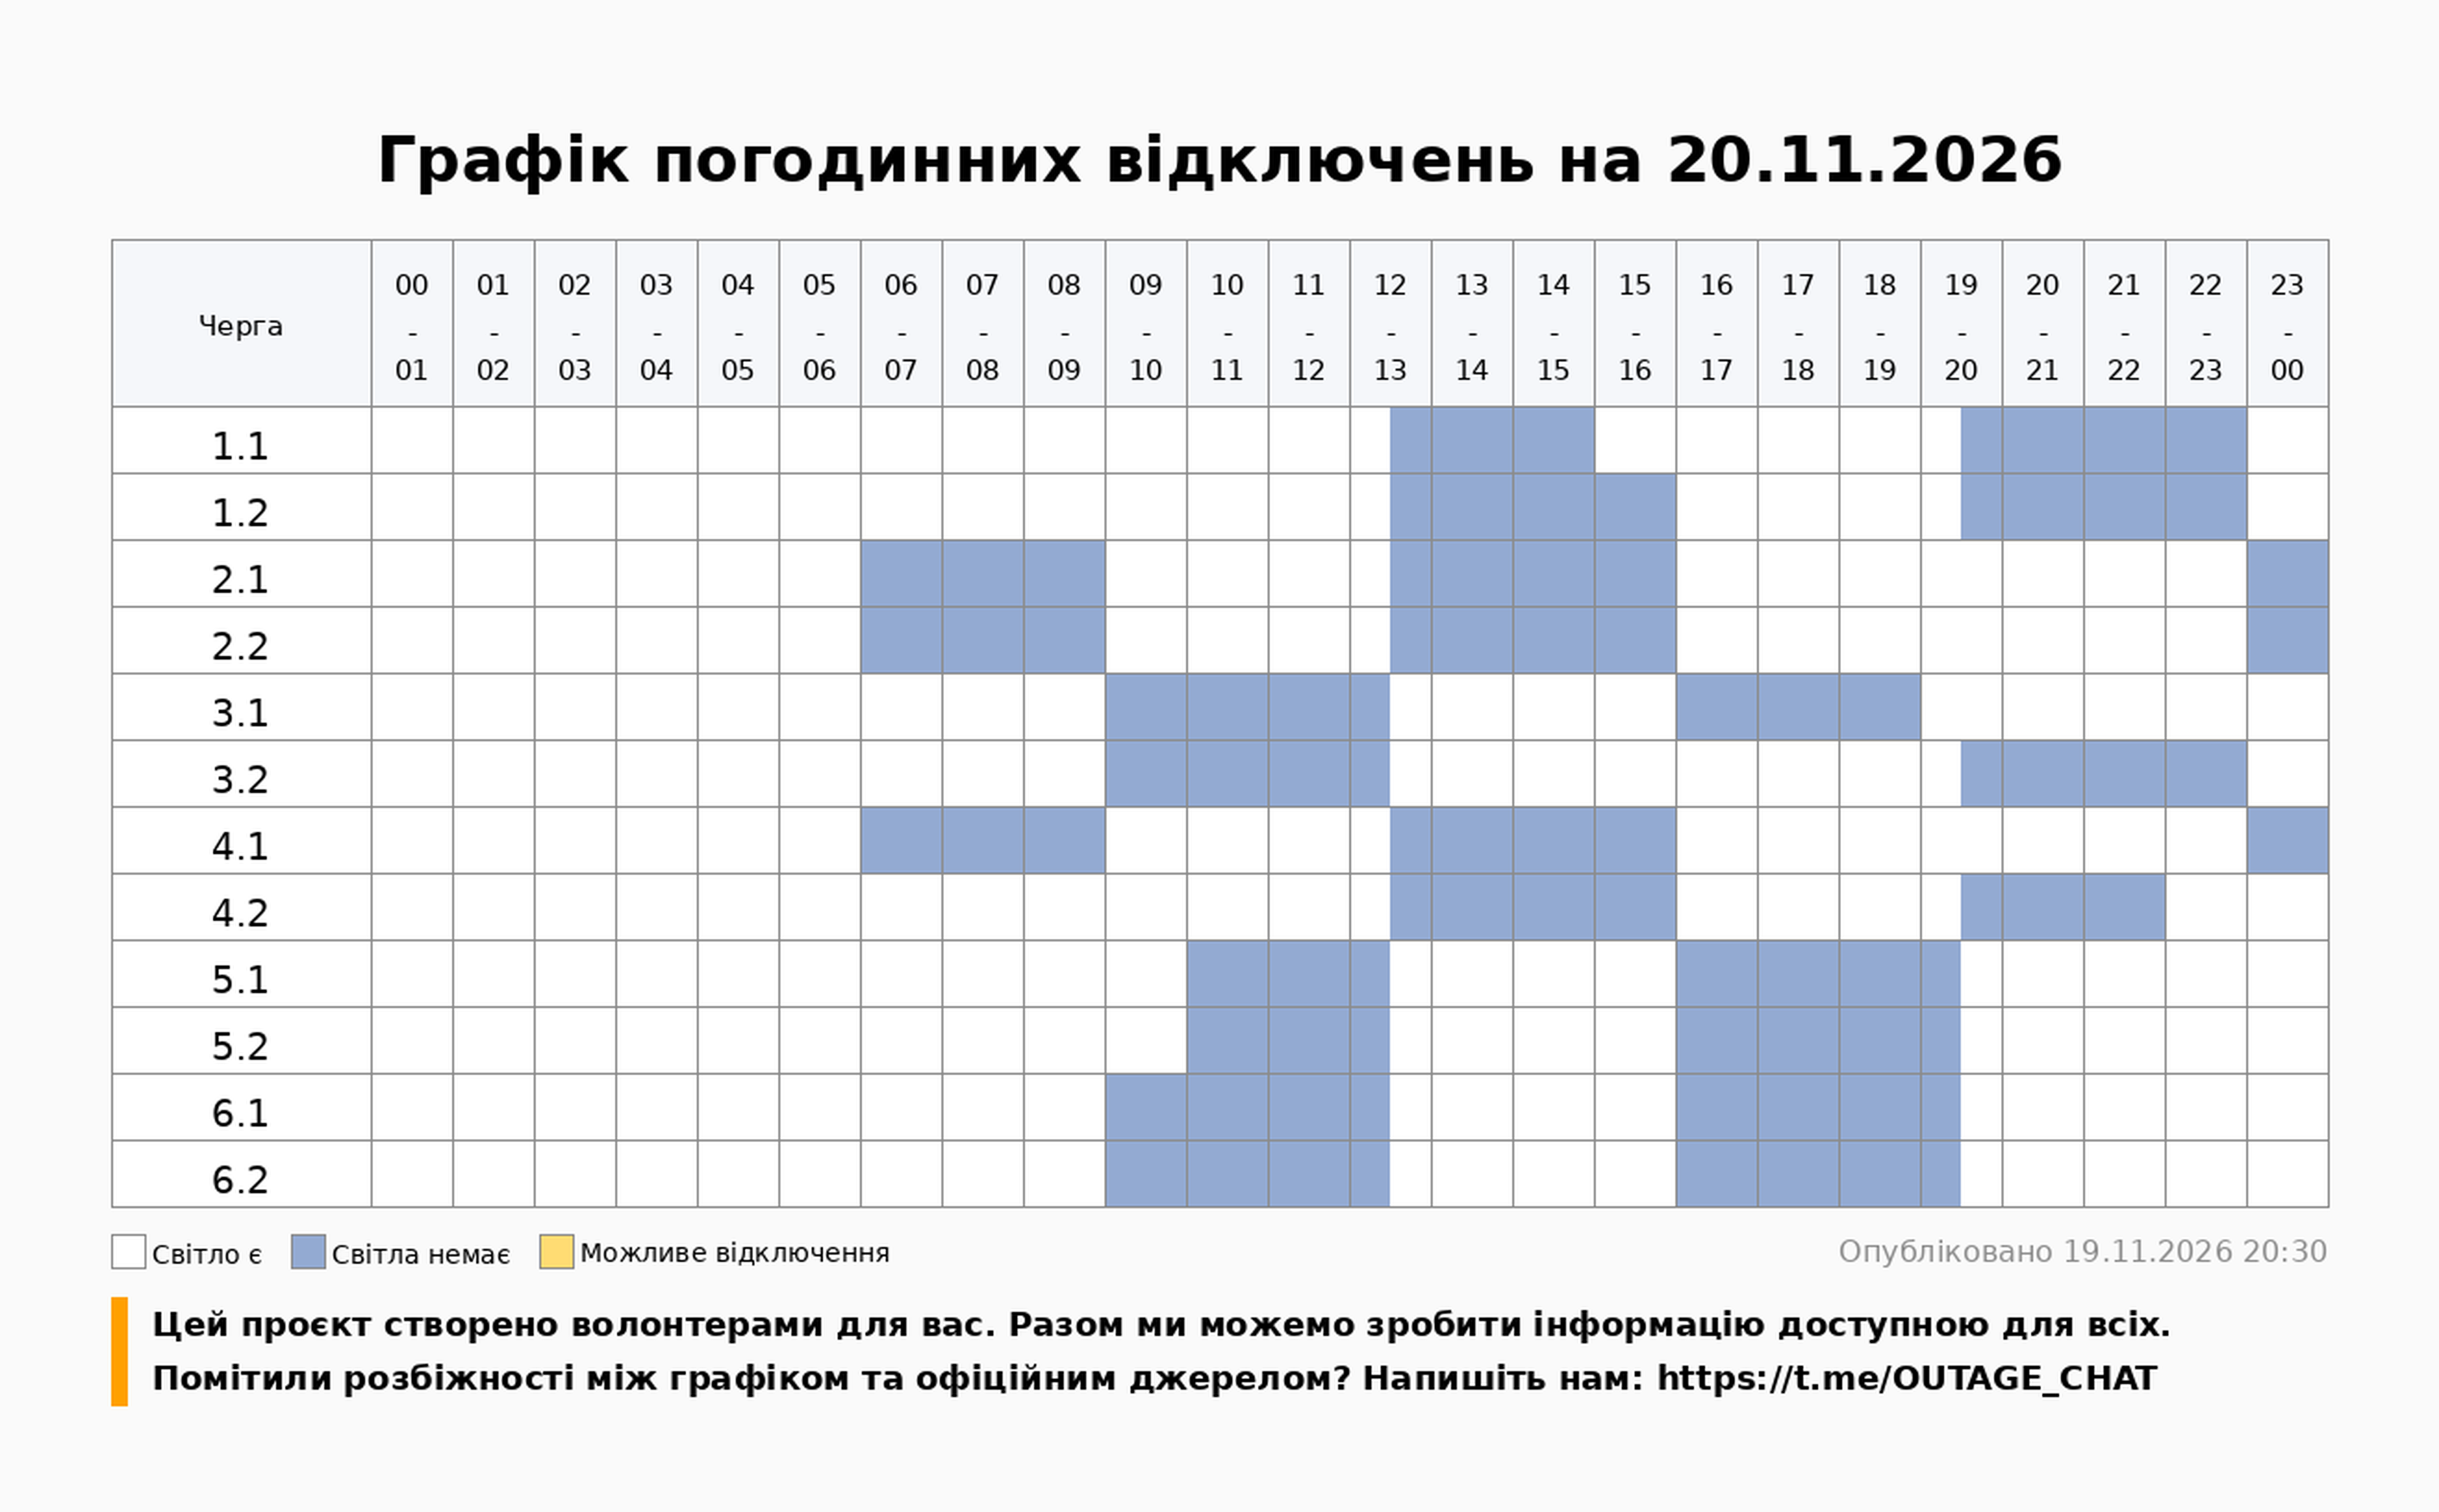 Графік погодинних відключень на 20.11.2026
Черга 00 - 01 01 - 02 02 - 03 03 - 04 04 - 05 05 - 06 06 - 07 07 - 08 08 - 09 09 - 10 10 - 11 11 - 12 12 - 13 13 - 14 14 - 15 15 - 16 16 - 17 17 - 18 18 - 19 19 - 20 20 - 21 21 - 22 22 - 23 23 - 00
1.1
1.2
2.1
2.2
3.1
3.2
4.1
4.2
5.1
5.2
6.1
6.2
Світло є Світла немає Можливе відключення Опубліковано 19.11.2026 20:30
Цей проєкт створено волонтерами для вас. Разом ми можемо зробити інформацію доступною для всіх.
Помітили розбіжності між графіком та офіційним джерелом? Напишіть нам: https://t.me/OUTAGE_CHAT